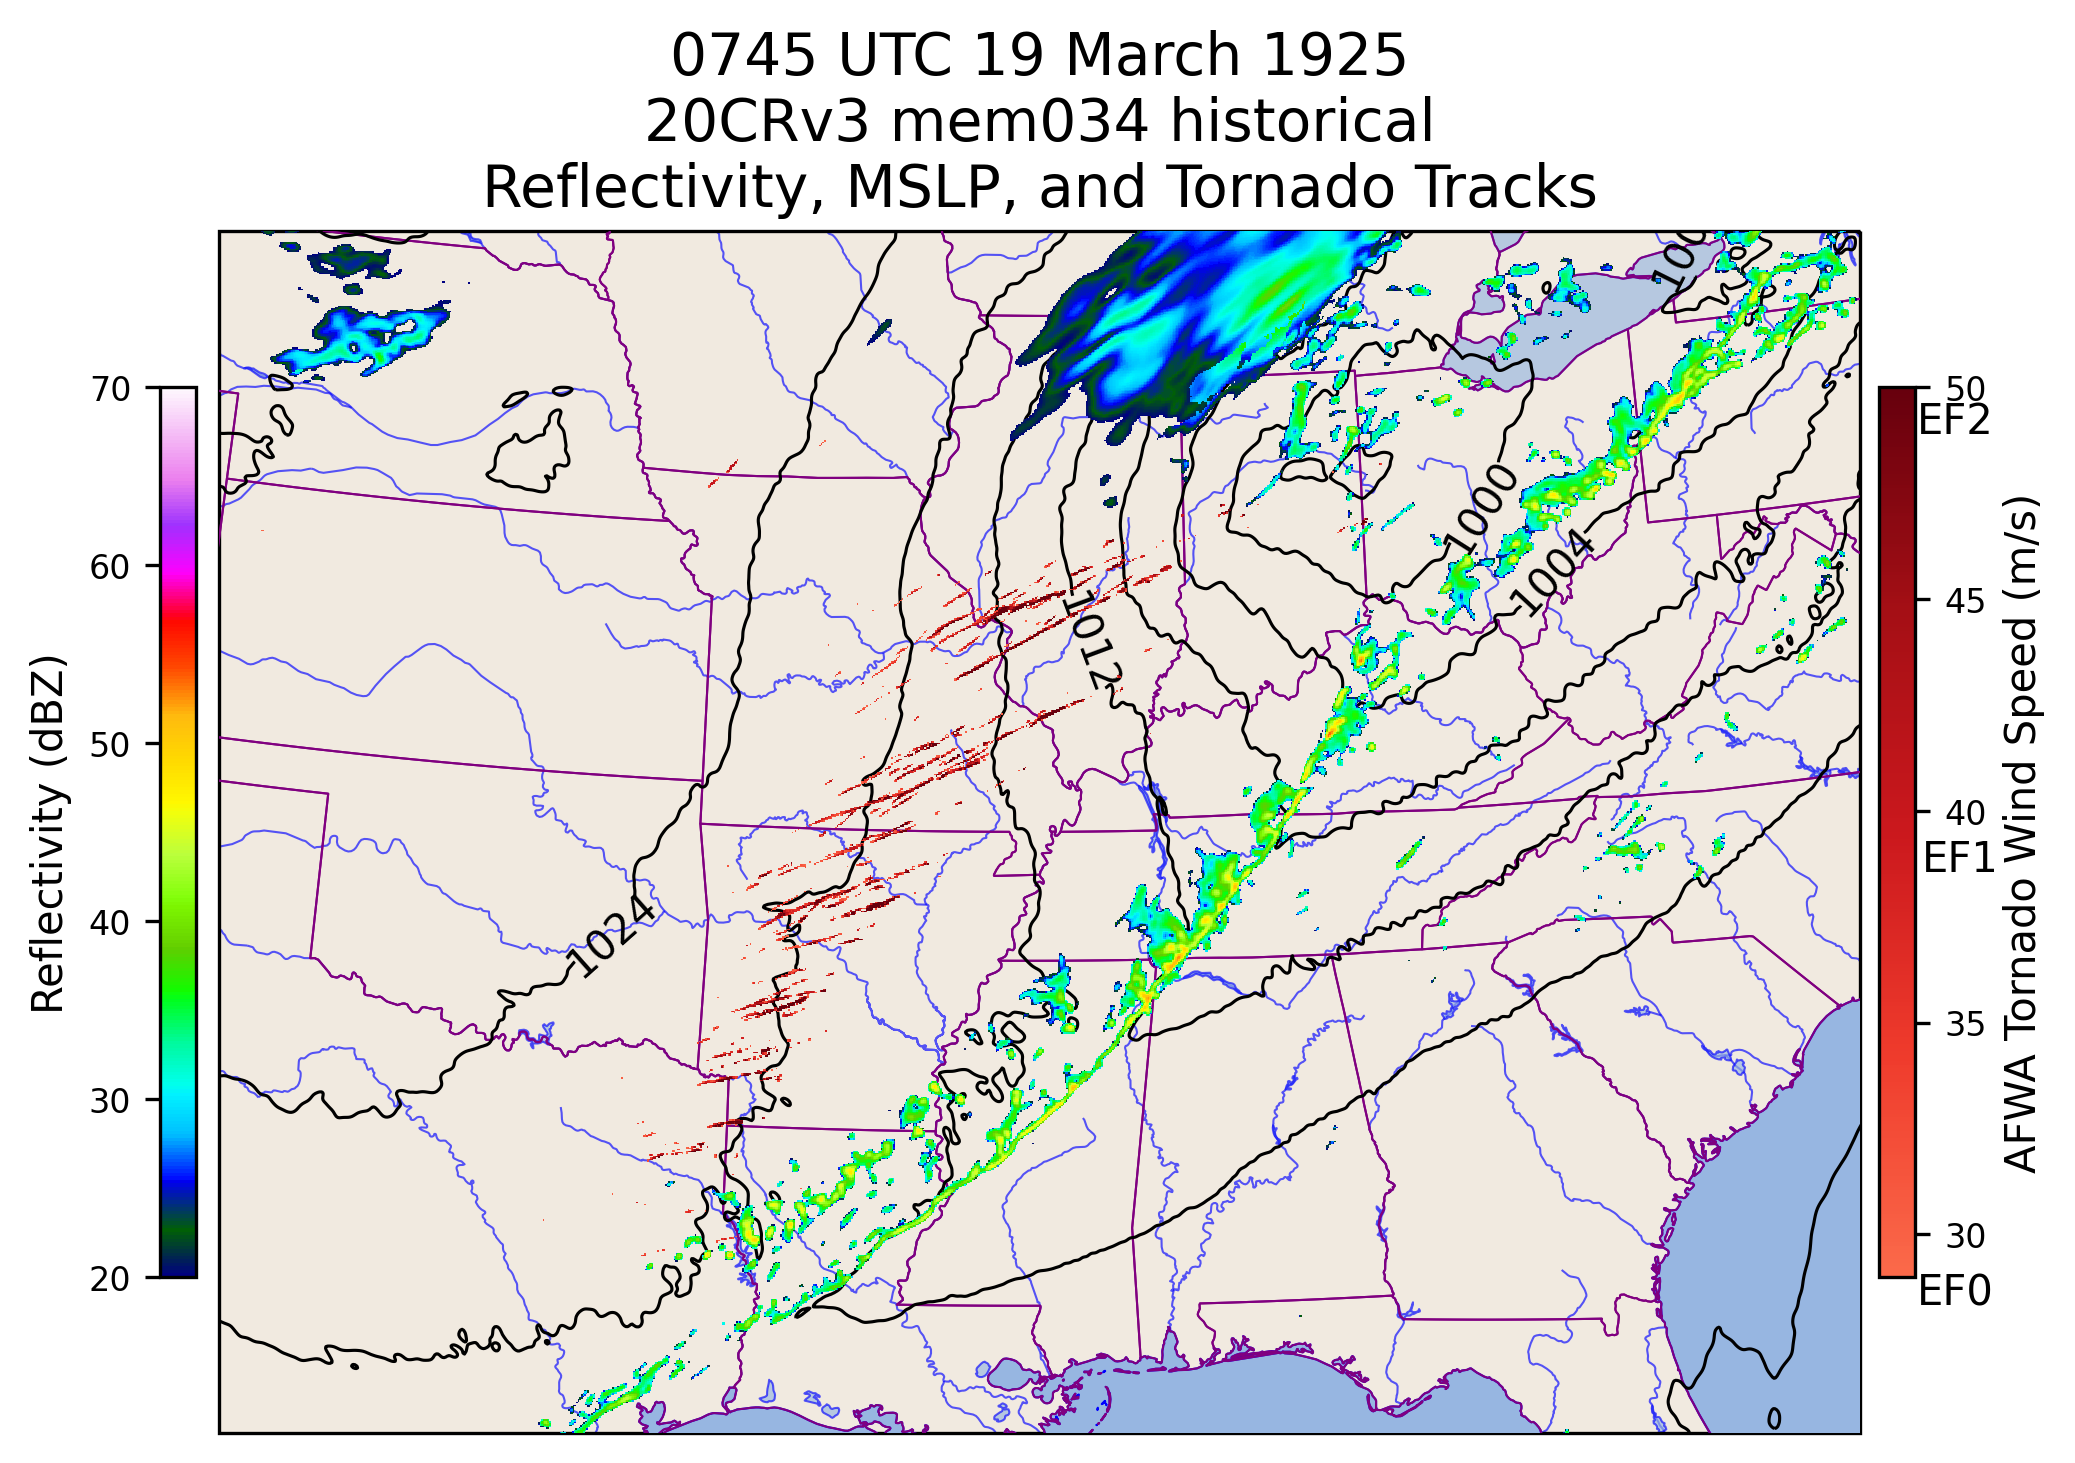 0745 UTC 19 March 1925
20CRv3 mem034 historical
Reflectivity, MSLP, and Tornado Tracks
1000
1000
1004
1012
1024
70
60
50
40
30
20
Reflectivity (dBZ)
50
EF2
45
40
EF1
35
30
EF0
AFWA Tornado Wind Speed (m/s)